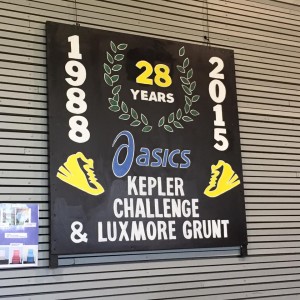 1988
28
YEARS
2015
asics
KEPLER
CHALLENGE
& LUXMORE GRUNT